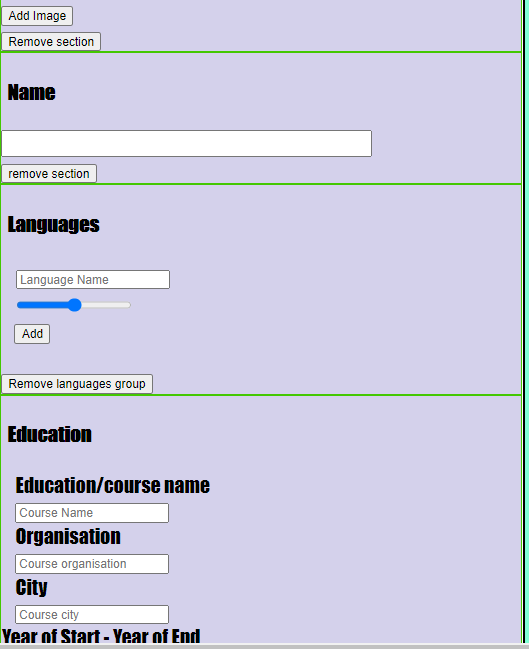 Add Image
Remove section
Name
remove section
Languages
Language Name
Add
Remove languages group
Education
Education/course name
Course Name
Organisation
Course organisation
City
Course city
Year of Start - Year of End